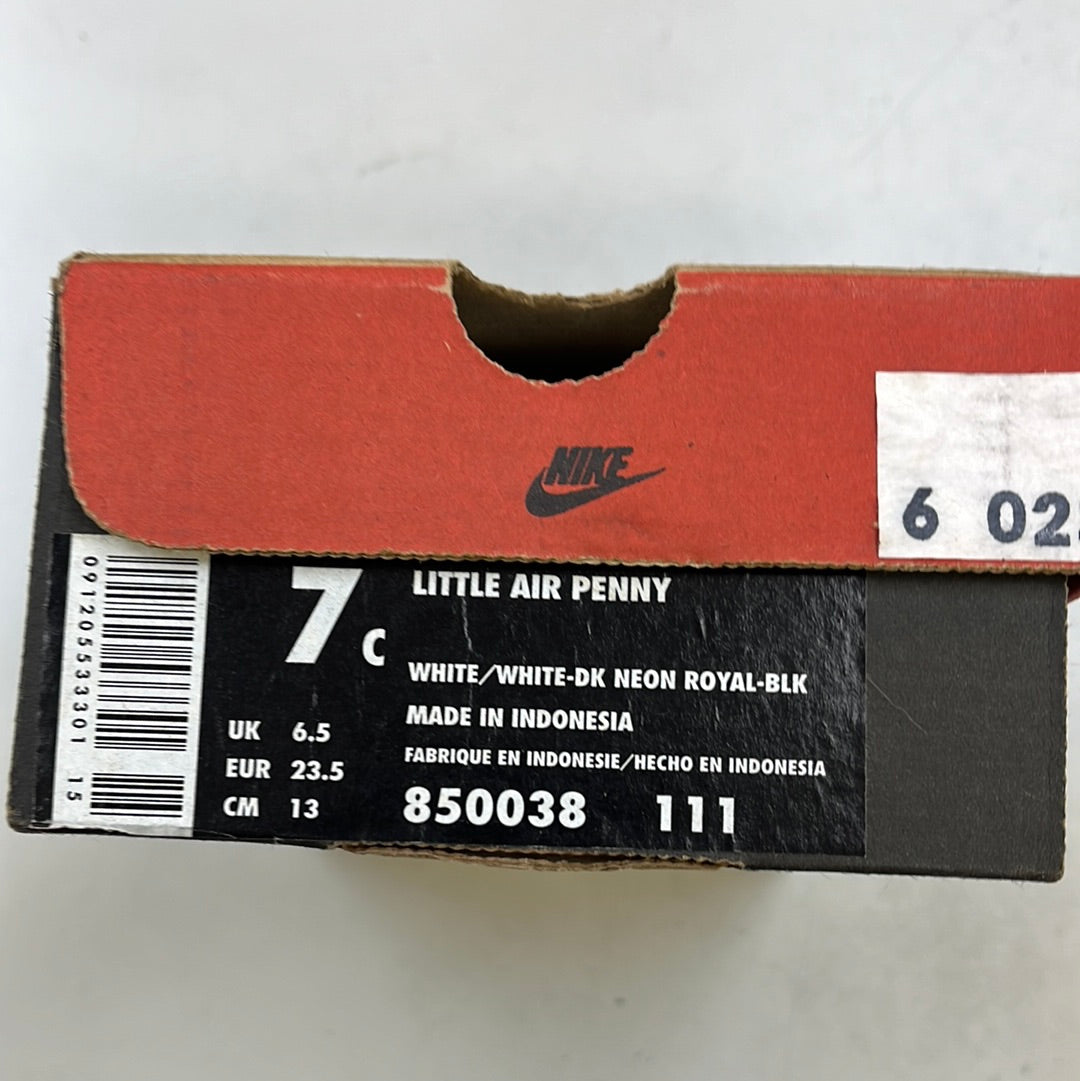 NIKE
6 02
7 C
LITTLE AIR PENNY
WHITE/WHITE-DK NEON ROYAL-BLK
MADE IN INDONESIA
FABRIQUE EN INDONESIE/HECHO EN INDONESIA
850038 111
UK 6.5
EUR 23.5
CM 13
091205533301 15